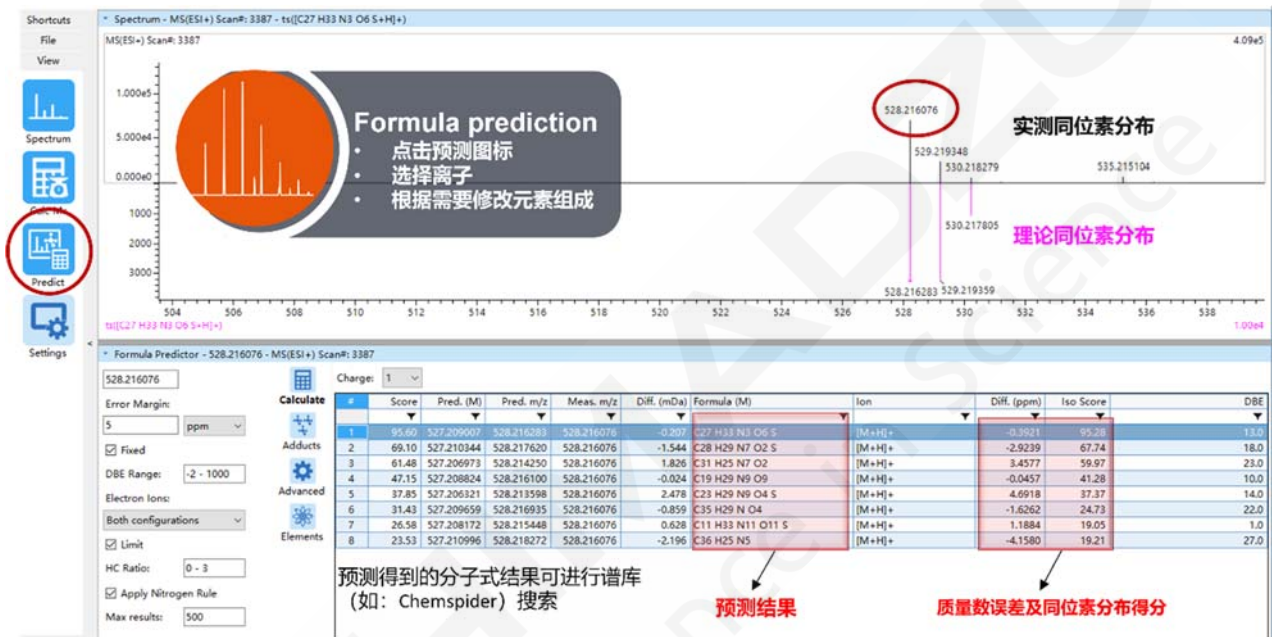 Shortcuts
File
View
Spectrum
Calc Mr
Predict
Settings
Spectrum - MS(ESI+) Scan#: 3387 - ts([C27 H33 N3 O6 S+H]+)
MS(ESI+) Scan#: 3387
4.09e5
1.000e5
5.000e4
0.000e0
1000
2000
3000
Formula prediction
• 点击预测图标
• 选择离子
• 根据需要修改元素组成
528.216076
529.219348
530.218279
535.215104
实测同位素分布
530.217805
理论同位素分布
528.216283 529.219359
504 506 508 510 512 514 516 518 520 522 524 526 528 530 532 534 536 538
ts([C27 H33 N3 O6 S+H]+)
1.00e4
Formula Predictor - 528.216076 - MS(ESI+) Scan#: 3387
528.216076
Error Margin:
5 ppm
Fixed
DBE Range: -2 - 1000
Electron Ions:
Both configurations
Limit
HC Ratio: 0 - 3
Apply Nitrogen Rule
Max results: 500
Calculate
Adducts
Advanced
Elements
Charge: 1
# Score Pred. (M) Pred. m/z Meas. m/z Diff. (mDa) Formula (M) Ion Diff. (ppm) Iso Score DBE
1 95.60 527.209007 528.216283 528.216076 -0.207 C27 H33 N3 O6 S [M+H]+ -0.3921 95.28 13.0
2 69.10 527.210344 528.217620 528.216076 -1.544 C28 H29 N7 O2 S [M+H]+ -2.9239 67.74 18.0
3 61.48 527.206973 528.214250 528.216076 1.826 C31 H25 N7 O2 [M+H]+ 3.4577 59.97 23.0
4 47.15 527.208824 528.216100 528.216076 -0.024 C19 H29 N9 O9 [M+H]+ -0.0457 41.28 10.0
5 37.85 527.206321 528.213598 528.216076 2.478 C23 H29 N9 O4 S [M+H]+ 4.6918 37.37 14.0
6 31.43 527.209659 528.216935 528.216076 -0.859 C35 H29 N O4 [M+H]+ -1.6262 24.73 22.0
7 26.58 527.208172 528.215448 528.216076 0.628 C11 H33 N11 O11 S [M+H]+ 1.1884 19.05 1.0
8 23.53 527.210996 528.218272 528.216076 -2.196 C36 H25 N5 [M+H]+ -4.1580 19.21 27.0
预测得到的分子式结果可进行谱库
（如：Chemspider）搜索
预测结果
质量数误差及同位素分布得分